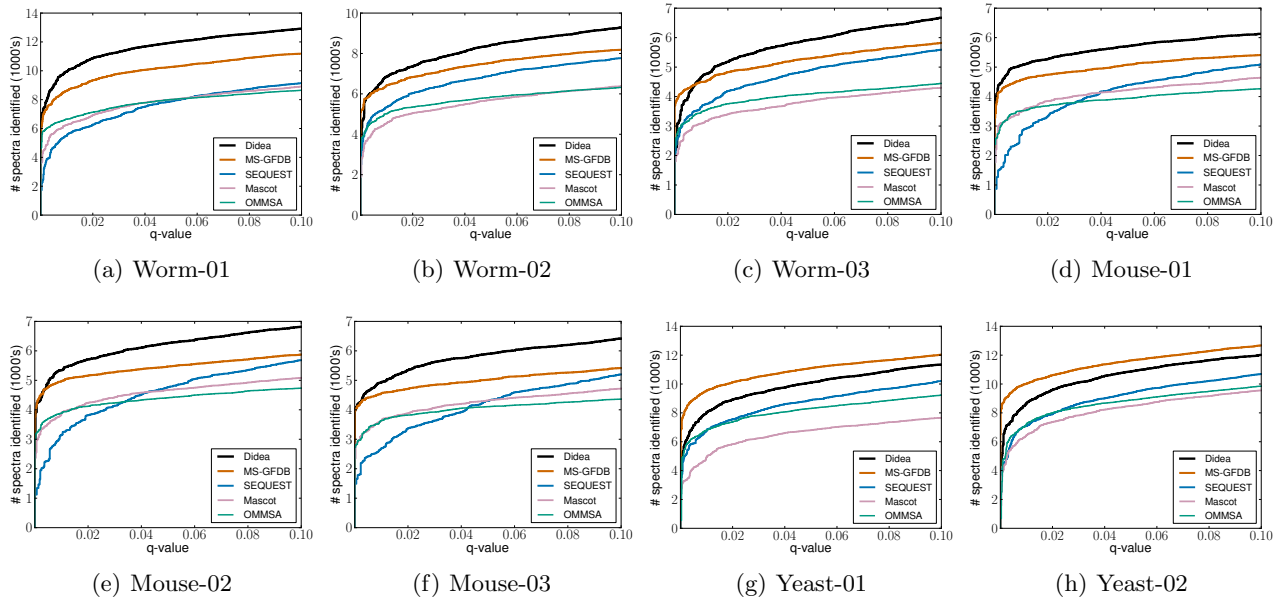 14
12
10
8
6
4
2
0
# spectra identified (1000's)
Didea
MS-GFDB
SEQUEST
Mascot
OMMSA
0.02 0.04 0.06 0.08 0.10
q-value
(a) Worm-01
10
8
6
4
2
0
# spectra identified (1000's)
Didea
MS-GFDB
SEQUEST
Mascot
OMMSA
0.02 0.04 0.06 0.08 0.10
q-value
(b) Worm-02
7
6
5
4
3
2
1
0
# spectra identified (1000's)
Didea
MS-GFDB
SEQUEST
Mascot
OMMSA
0.02 0.04 0.06 0.08 0.10
q-value
(c) Worm-03
7
6
5
4
3
2
1
0
# spectra identified (1000's)
Didea
MS-GFDB
SEQUEST
Mascot
OMMSA
0.02 0.04 0.06 0.08 0.10
q-value
(d) Mouse-01
7
6
5
4
3
2
1
0
# spectra identified (1000's)
Didea
MS-GFDB
SEQUEST
Mascot
OMMSA
0.02 0.04 0.06 0.08 0.10
q-value
(e) Mouse-02
7
6
5
4
3
2
1
0
# spectra identified (1000's)
Didea
MS-GFDB
SEQUEST
Mascot
OMMSA
0.02 0.04 0.06 0.08 0.10
q-value
(f) Mouse-03
14
12
10
8
6
4
2
0
# spectra identified (1000's)
Didea
MS-GFDB
SEQUEST
Mascot
OMMSA
0.02 0.04 0.06 0.08 0.10
q-value
(g) Yeast-01
14
12
10
8
6
4
2
0
# spectra identified (1000's)
Didea
MS-GFDB
SEQUEST
Mascot
OMMSA
0.02 0.04 0.06 0.08 0.10
q-value
(h) Yeast-02